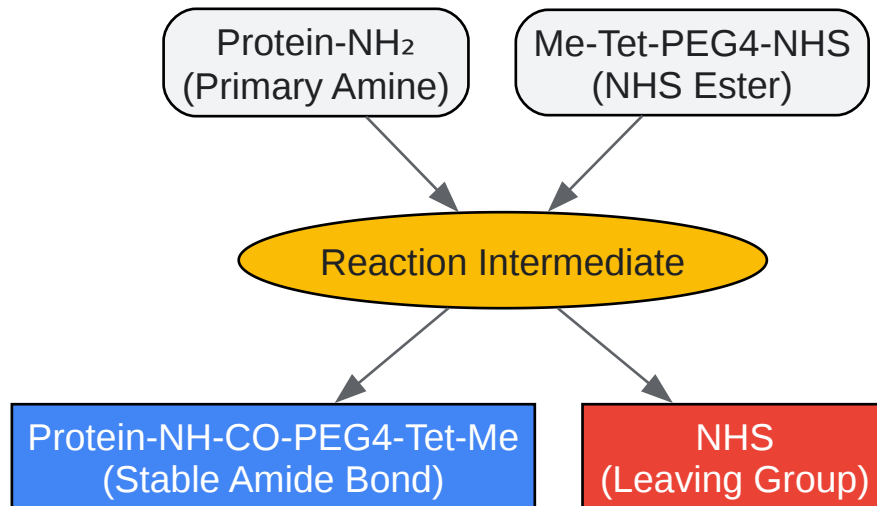 Protein-NH₂
(Primary Amine)
Me-Tet-PEG4-NHS
(NHS Ester)
Reaction Intermediate
Protein-NH-CO-PEG4-Tet-Me
(Stable Amide Bond)
NHS
(Leaving Group)